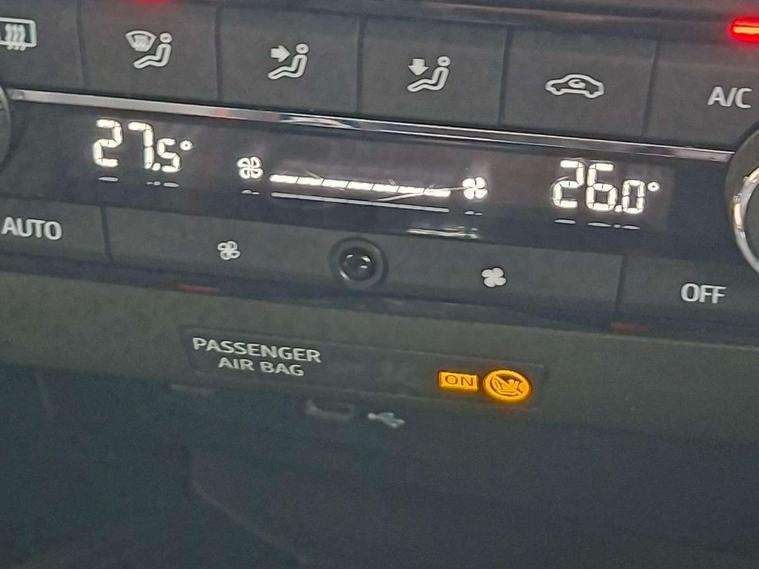 A/C
27.5°
26.0°
AUTO
OFF
PASSENGER
AIR BAG
ON